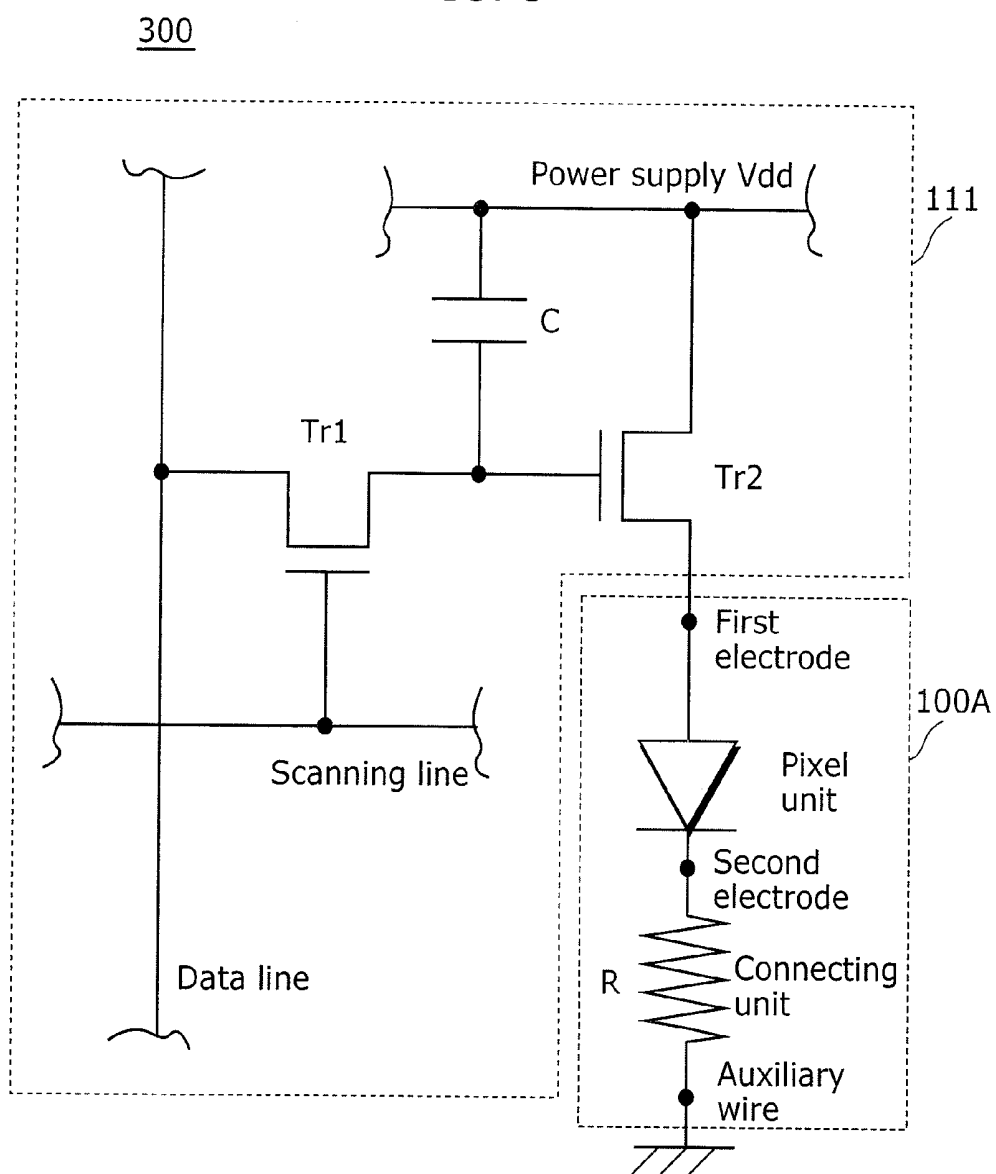 300
Power supply Vdd
111
C
Tr1
Tr2
First
electrode
100A
Scanning line
Pixel
unit
Second
electrode
Data line
R
Connecting
unit
Auxiliary
wire